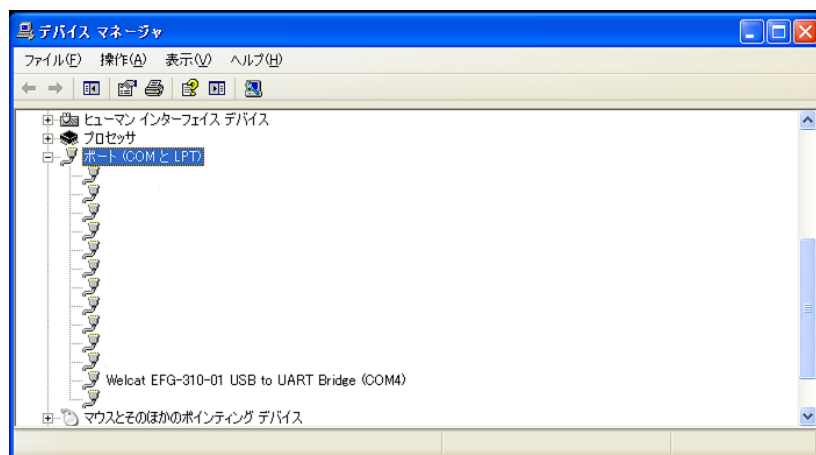 デバイス マネージャ
ファイル(F) 操作(A) 表示(V) ヘルプ(H)
ヒューマン インターフェイス デバイス
プロセッサ
ポート (COM と LPT)
Welcat EFG-310-01 USB to UART Bridge (COM4)
マウスとそのほかのポインティング デバイス